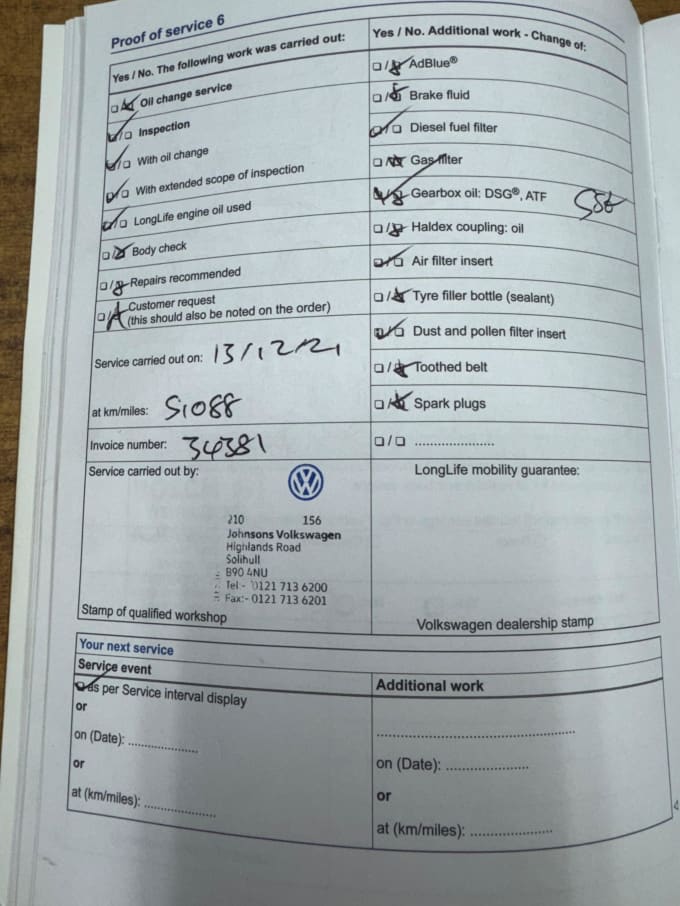 Proof of service 6
Yes / No. The following work was carried out:
❏/❏ Oil change service
❏/❏ Inspection
❏/❏ With oil change
❏/❏ With extended scope of inspection
❏/❏ LongLife engine oil used
❏/❏ Body check
❏/❏ Repairs recommended
❏/❏ Customer request
(this should also be noted on the order)
Service carried out on: 13/12/21
at km/miles: 51088
Invoice number: 34381
Service carried out by:
VW
210 156
Johnsons Volkswagen
Highlands Road
Solihull
B90 4NU
Tel:- 0121 713 6200
Fax:- 0121 713 6201
Stamp of qualified workshop
Yes / No. Additional work - Change of:
❏/❏ AdBlue®
❏/❏ Brake fluid
❏/❏ Diesel fuel filter
❏/❏ Gas filter
❏/❏ Gearbox oil: DSG®, ATF
❏/❏ Haldex coupling: oil
❏/❏ Air filter insert
❏/❏ Tyre filler bottle (sealant)
❏/❏ Dust and pollen filter insert
❏/❏ Toothed belt
❏/❏ Spark plugs
❏/❏ ......................
LongLife mobility guarantee:
Volkswagen dealership stamp
Your next service
Service event
❏ as per Service interval display
or
on (Date): ...................
or
at (km/miles): ...................
Additional work
......................................................
on (Date): ......................
or
at (km/miles): ......................
4